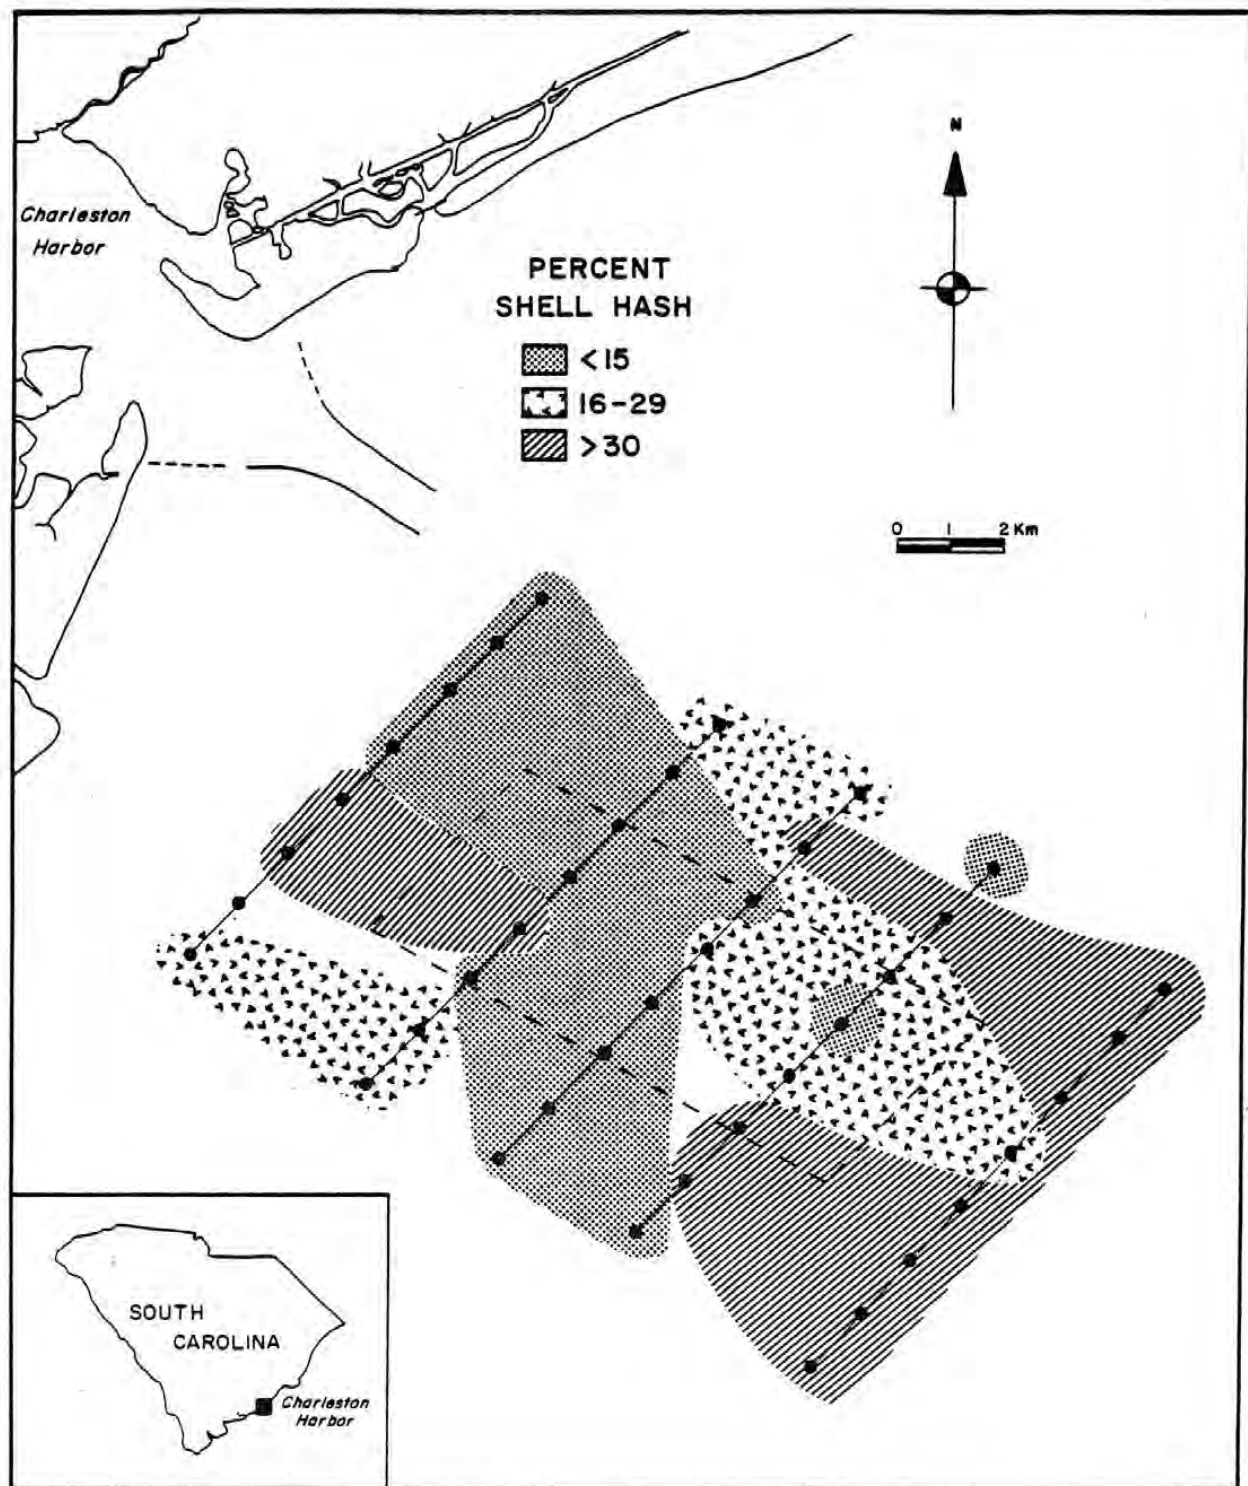 N
Charleston
Harbor
PERCENT
SHELL HASH
<15
16-29
>30
0 1 2 Km
SOUTH
CAROLINA
Charleston
Harbor